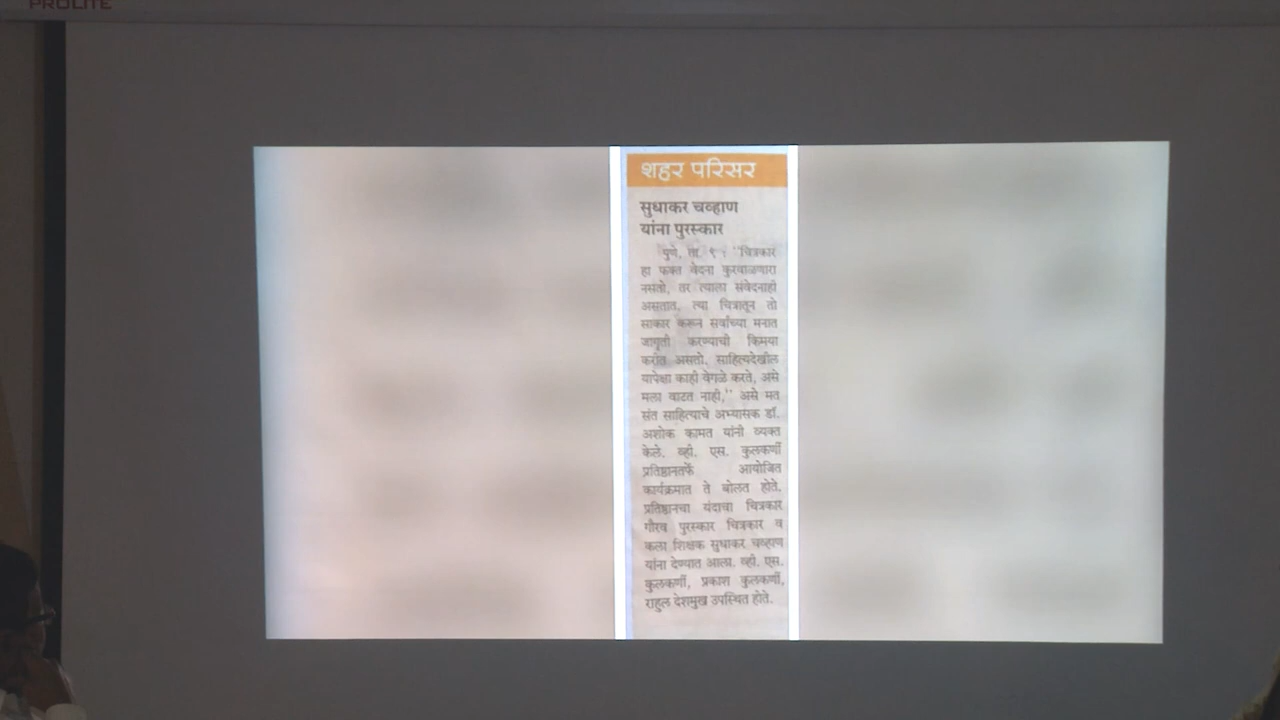 PROLITE
शहर परिसर
सुधाकर चव्हाण
यांना पुरस्कार
पुणे, ता. ९ : "चित्रकार
हा फक्त वेदना कुरवाळणारा
नसतो, तर त्याला संवेदनाही
असतात. त्या चित्रातून तो
साकार करून सर्वांच्या मनात
जागृती करण्याची किमया
करीत असतो. साहित्यदेखील
यापेक्षा काही वेगळे करते, असे
मला वाटत नाही," असे मत
संत साहित्याचे अभ्यासक डॉ.
अशोक कामत यांनी व्यक्त
केले. व्ही. एस. कुलकर्णी
प्रतिष्ठानतर्फे आयोजित
कार्यक्रमात ते बोलत होते.
प्रतिष्ठानचा यंदाचा चित्रकार
गौरव पुरस्कार चित्रकार व
कला शिक्षक सुधाकर चव्हाण
यांना देण्यात आला. व्ही. एस.
कुलकर्णी, प्रकाश कुलकर्णी,
राहुल देशमुख उपस्थित होते.